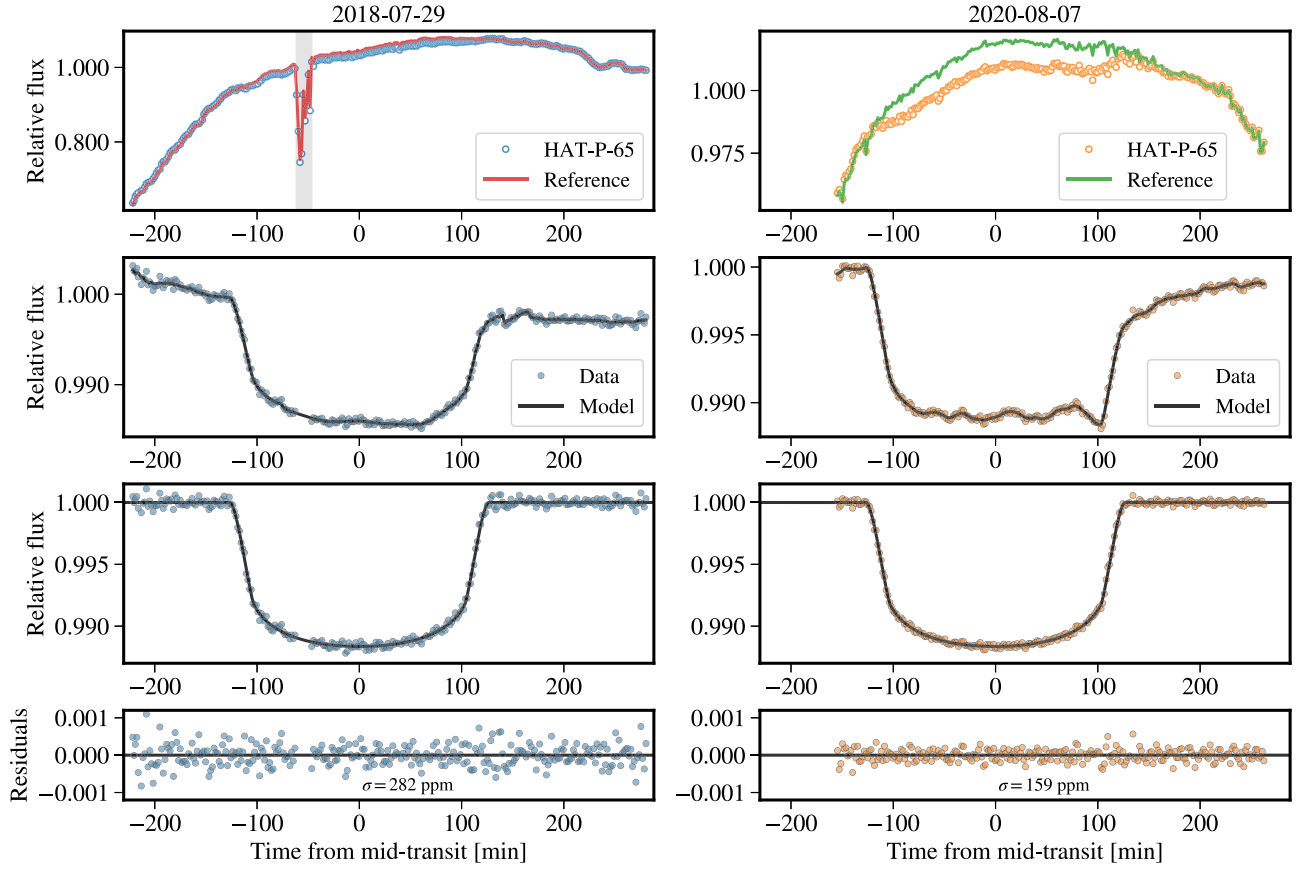 2018-07-29
2020-08-07
Relative flux
1.000
0.800
HAT-P-65
Reference
−200 −100 0 100 200
Relative flux
1.000
0.975
HAT-P-65
Reference
−200 −100 0 100 200
Relative flux
1.000
0.990
Data
Model
−200 −100 0 100 200
Relative flux
1.000
0.995
0.990
Data
Model
−200 −100 0 100 200
Relative flux
1.000
0.995
0.990
−200 −100 0 100 200
1.000
0.995
0.990
−200 −100 0 100 200
Residuals
0.001
0.000
−0.001
σ = 282 ppm
−200 −100 0 100 200
Time from mid-transit [min]
0.001
0.000
−0.001
σ = 159 ppm
−200 −100 0 100 200
Time from mid-transit [min]